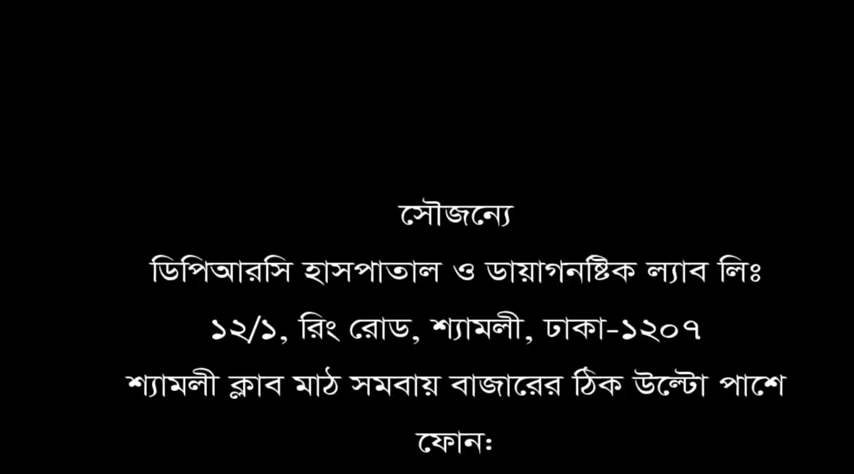 সৌজন্যে
ডিপিআরসি হাসপাতাল ও ডায়াগনষ্টিক ল্যাব লিঃ
১২/১, রিং রোড, শ্যামলী, ঢাকা-১২০৭
শ্যামলী ক্লাব মাঠ সমবায় বাজারের ঠিক উল্টো পাশে
ফোন: